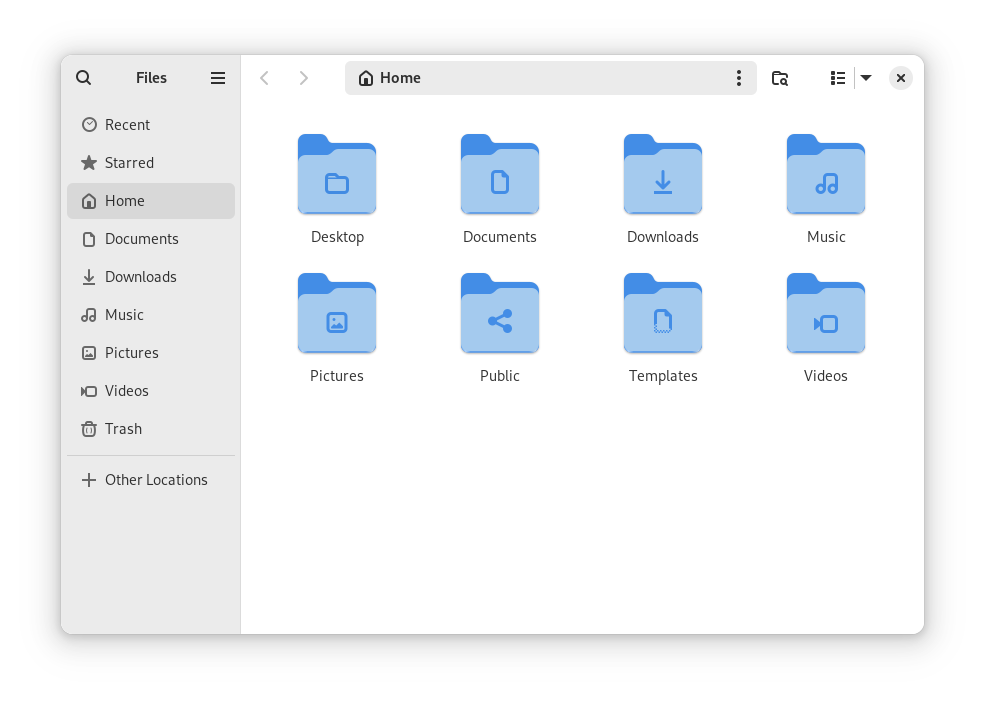 Files
Home
Recent
Starred
Home
Documents
Downloads
Music
Pictures
Videos
Trash
Other Locations
Desktop
Documents
Downloads
Music
Pictures
Public
Templates
Videos